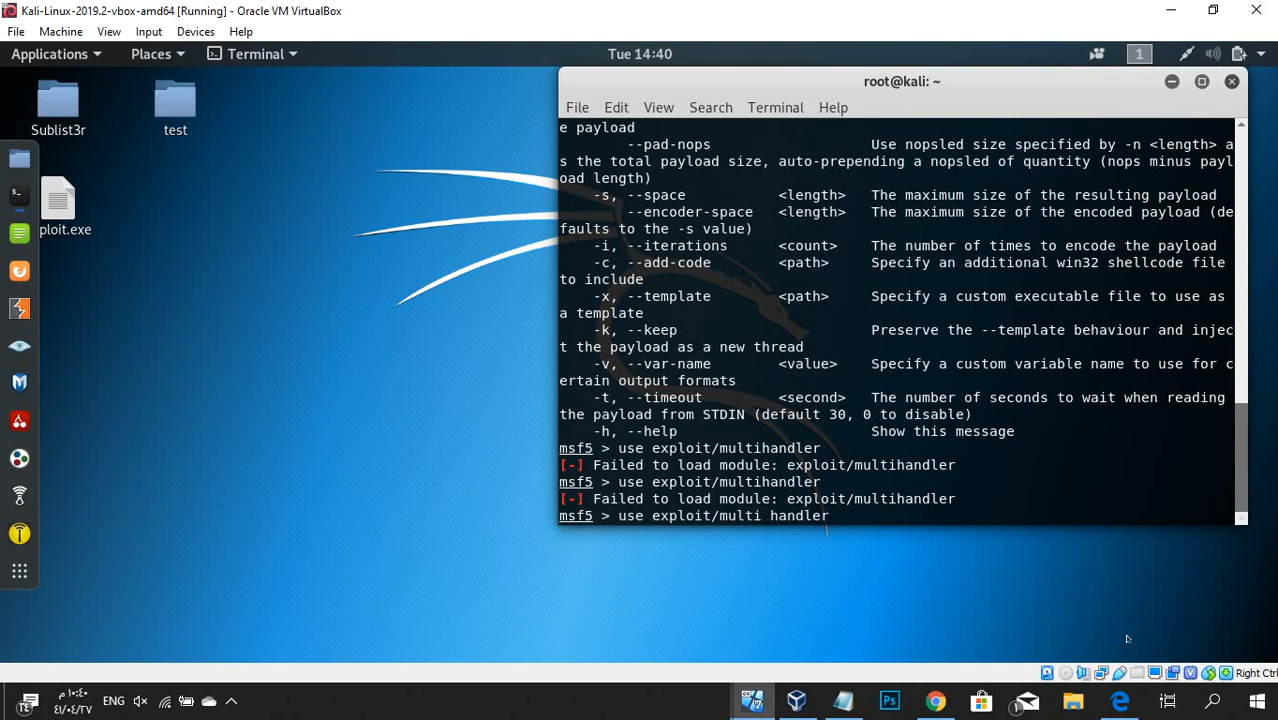 Kali-Linux-2019.2-vbox-amd64 [Running] - Oracle VM VirtualBox
File Machine View Input Devices Help
Applications Places Terminal Tue 14:40 1
root@kali: ~
File Edit View Search Terminal Help
Sublist3r test
ploit.exe
e payload
--pad-nops Use nopsled size specified by -n <length> a
s the total payload size, auto-prepending a nopsled of quantity (nops minus payl
oad length)
-s, --space <length> The maximum size of the resulting payload
--encoder-space <length> The maximum size of the encoded payload (de
faults to the -s value)
-i, --iterations <count> The number of times to encode the payload
-c, --add-code <path> Specify an additional win32 shellcode file
to include
-x, --template <path> Specify a custom executable file to use as
a template
-k, --keep Preserve the --template behaviour and injec
t the payload as a new thread
-v, --var-name <value> Specify a custom variable name to use for c
ertain output formats
-t, --timeout <second> The number of seconds to wait when reading
the payload from STDIN (default 30, 0 to disable)
-h, --help Show this message
msf5 > use exploit/multihandler
[-] Failed to load module: exploit/multihandler
msf5 > use exploit/multihandler
[-] Failed to load module: exploit/multihandler
msf5 > use exploit/multi handler
Right Ctrl
م ١٠:٤٠
ENG
Ps
1